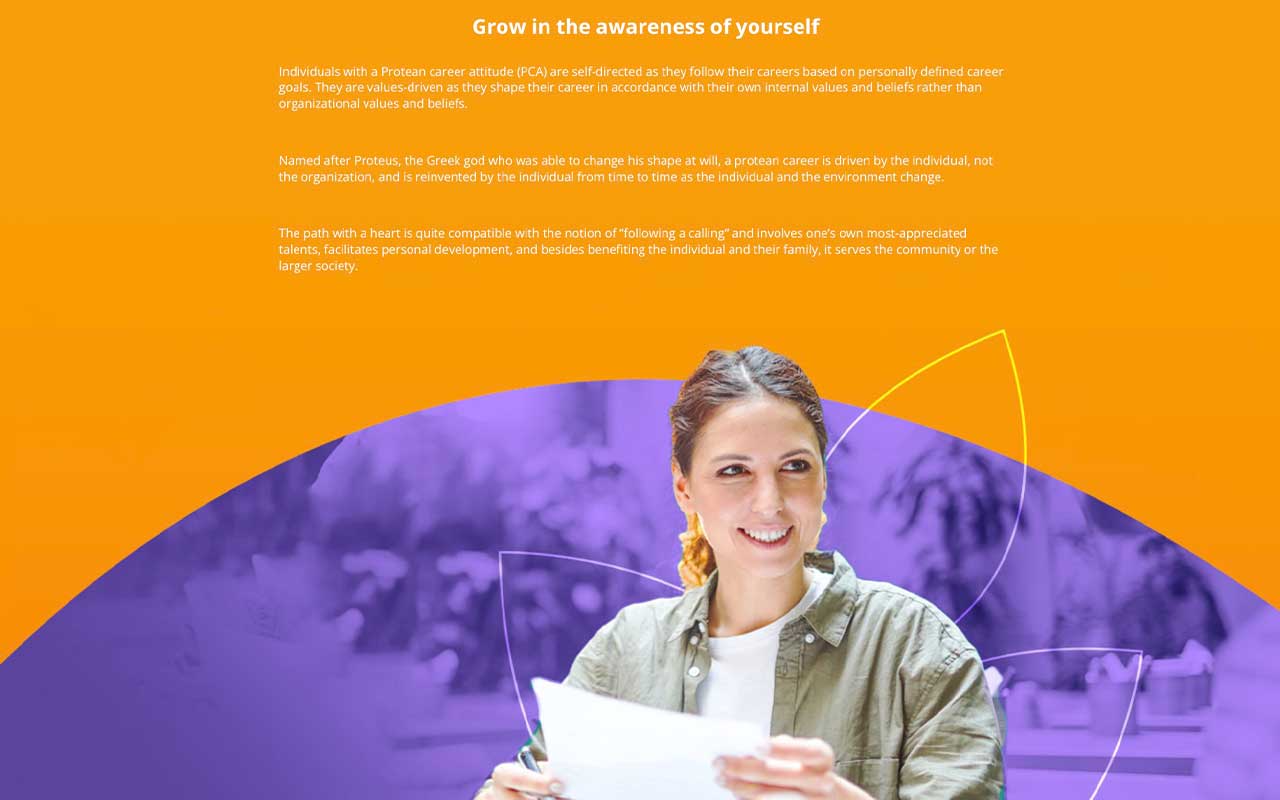 Grow in the awareness of yourself
Individuals with a Protean career attitude (PCA) are self-directed as they follow their careers based on personally defined career
goals. They are values-driven as they shape their career in accordance with their own internal values and beliefs rather than
organizational values and beliefs.
Named after Proteus, the Greek god who was able to change his shape at will, a protean career is driven by the individual, not
the organization, and is reinvented by the individual from time to time as the individual and the environment change.
The path with a heart is quite compatible with the notion of “following a calling” and involves one’s own most-appreciated
talents, facilitates personal development, and besides benefiting the individual and their family, it serves the community or the
larger society.